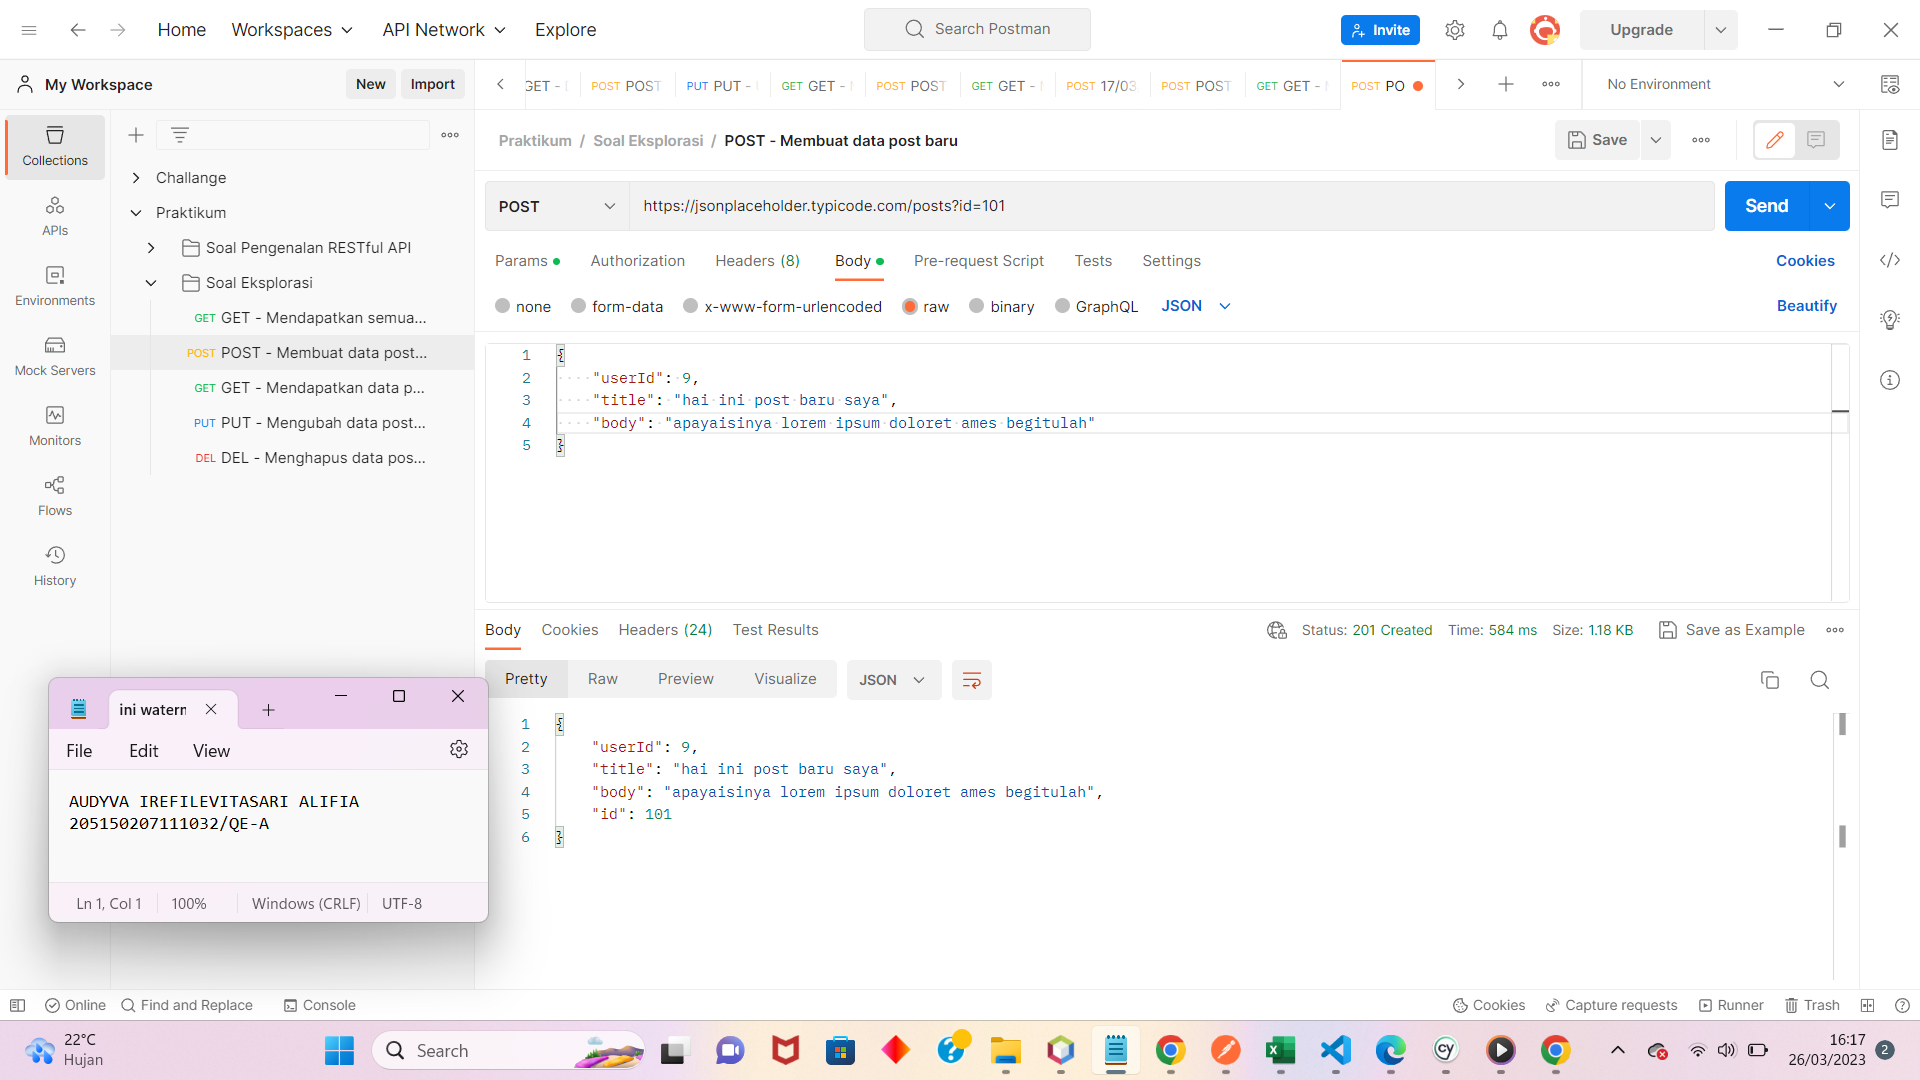 Home Workspaces API Network Explore Search Postman Invite Upgrade
My Workspace New Import
GET - POST POST PUT PUT - GET GET - POST POST GET GET - POST 17/03 POST POST GET GET - POST PO No Environment
Collections
APIs
Environments
Mock Servers
Monitors
Flows
History
Challange
Praktikum
Soal Pengenalan RESTful API
Soal Eksplorasi
GET GET - Mendapatkan semua...
POST POST - Membuat data post...
GET GET - Mendapatkan data p...
PUT PUT - Mengubah data post...
DEL DEL - Menghapus data pos...
Praktikum / Soal Eksplorasi / POST - Membuat data post baru Save
POST https://jsonplaceholder.typicode.com/posts?id=101 Send
Params Authorization Headers (8) Body Pre-request Script Tests Settings Cookies
none form-data x-www-form-urlencoded raw binary GraphQL JSON Beautify
1 {
2 "userId": 9,
3 "title": "hai ini post baru saya",
4 "body": "apayaisinya lorem ipsum doloret ames begitulah"
5 }
Body Cookies Headers (24) Test Results Status: 201 Created Time: 584 ms Size: 1.18 KB Save as Example
Pretty Raw Preview Visualize JSON
1 {
2 "userId": 9,
3 "title": "hai ini post baru saya",
4 "body": "apayaisinya lorem ipsum doloret ames begitulah",
5 "id": 101
6 }
ini watern
File Edit View
AUDYVA IREFILEVITASARI ALIFIA
205150207111032/QE-A
Ln 1, Col 1 100% Windows (CRLF) UTF-8
Online Find and Replace Console Cookies Capture requests Runner Trash
22°C
Hujan
Search
16:17
26/03/2023
2